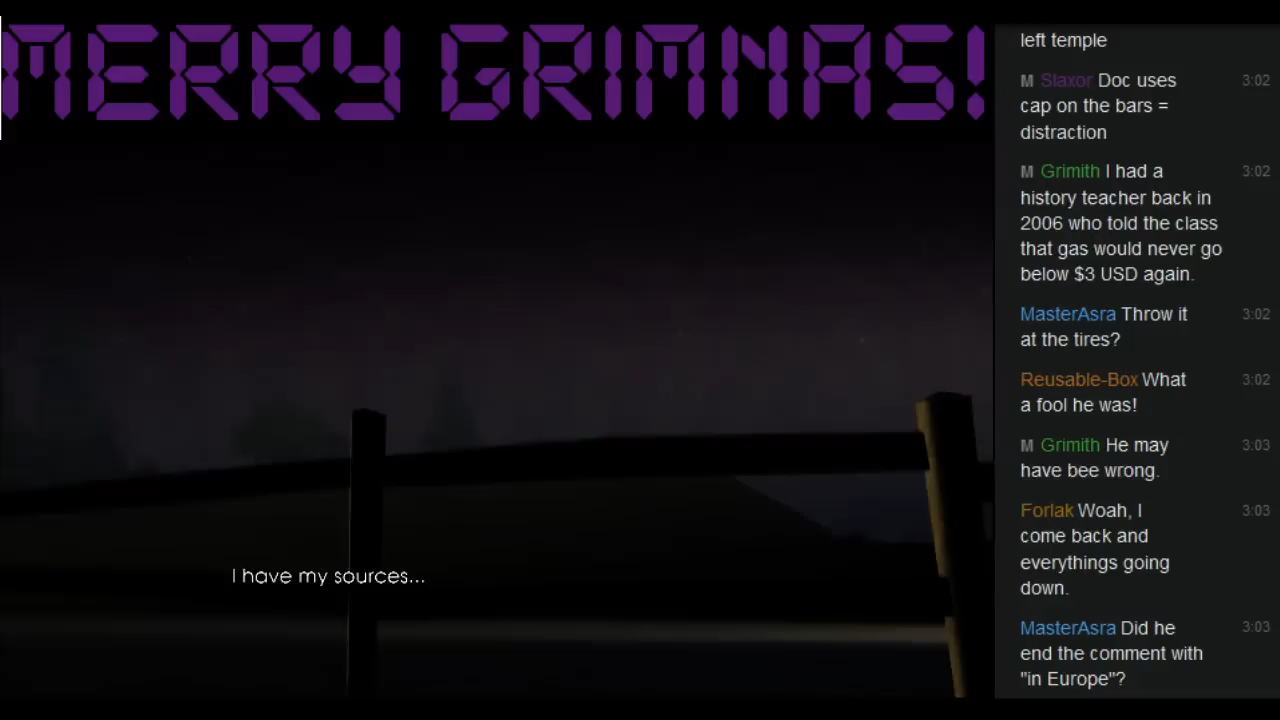 MERRY GRIMNAS!
I have my sources...
left temple
M Slaxor Doc uses 3:02
cap on the bars =
distraction
M Grimith I had a 3:02
history teacher back in
2006 who told the class
that gas would never go
below $3 USD again.
MasterAsra Throw it 3:02
at the tires?
Reusable-Box What 3:02
a fool he was!
M Grimith He may 3:03
have bee wrong.
Forlak Woah, I 3:03
come back and
everythings going
down.
MasterAsra Did he 3:03
end the comment with
"in Europe"?